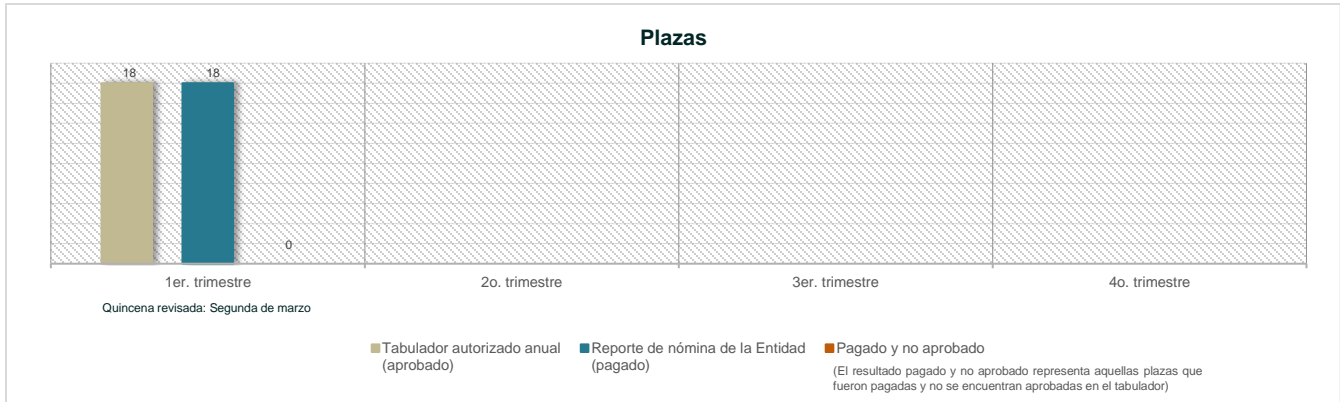 Plazas
18
18
0
1er. trimestre
2o. trimestre
3er. trimestre
4o. trimestre
Quincena revisada: Segunda de marzo
Tabulador autorizado anual
(aprobado)
Reporte de nómina de la Entidad
(pagado)
Pagado y no aprobado
(El resultado pagado y no aprobado representa aquellas plazas que
fueron pagadas y no se encuentran aprobadas en el tabulador)